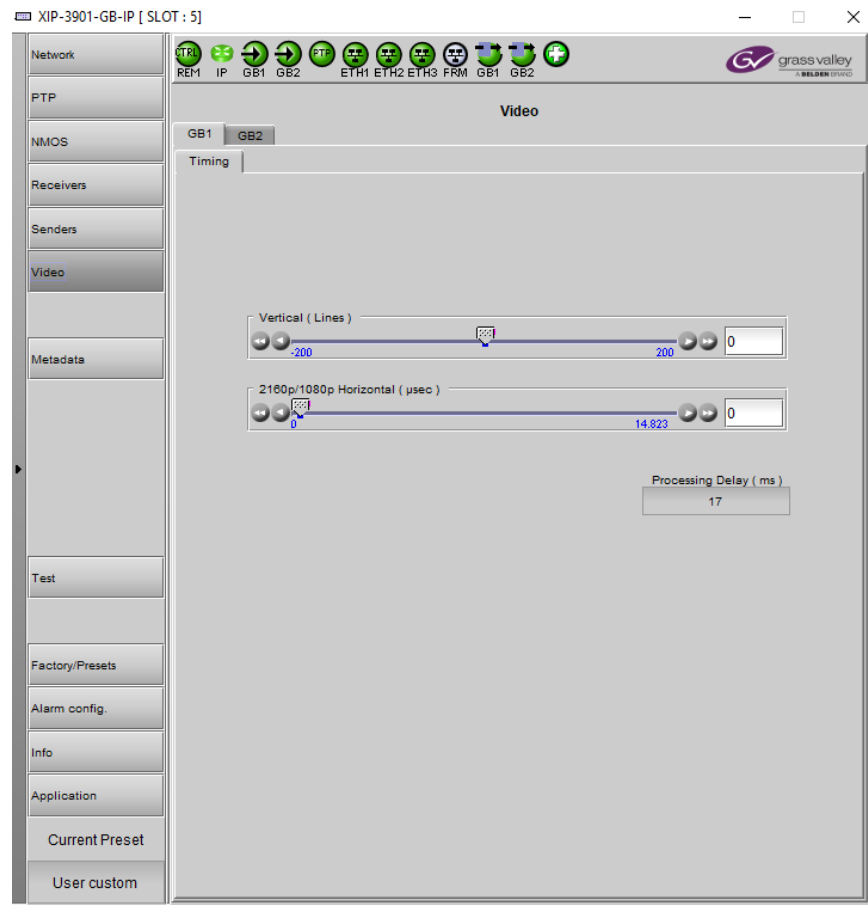 XIP-3901-GB-IP [ SLOT : 5]
Network
PTP
NMOS
Receivers
Senders
Video
Metadata
Test
Factory/Presets
Alarm config.
Info
Application
Current Preset
User custom
CTRL
REM
IP
GB1
GB2
PTP
ETH1
ETH2
ETH3
FRM
GB1
GB2
GV
grass valley
A BELDEN BRAND
Video
GB1
GB2
Timing
Vertical ( Lines )
-200
200
0
2160p/1080p Horizontal ( µsec )
0
14.823
0
Processing Delay ( ms )
17